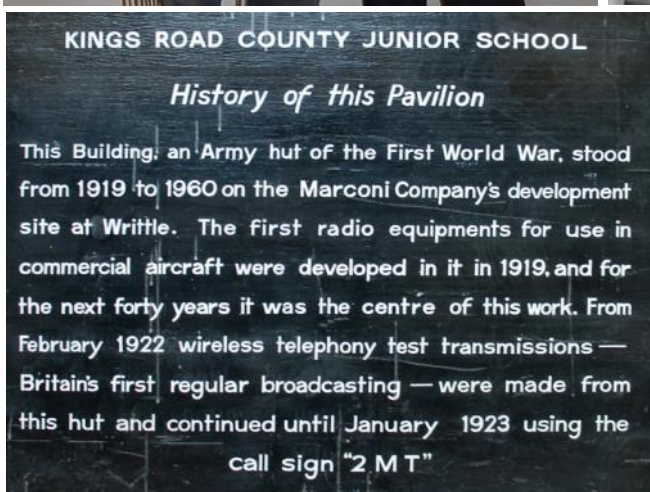 KINGS ROAD COUNTY JUNIOR SCHOOL
History of this Pavilion
This Building, an Army hut of the First World War, stood
from 1919 to 1960 on the Marconi Company's development
site at Writtle. The first radio equipments for use in
commercial aircraft were developed in it in 1919, and for
the next forty years it was the centre of this work. From
February 1922 wireless telephony test transmissions —
Britain's first regular broadcasting — were made from
this hut and continued until January 1923 using the
call sign "2 M T"